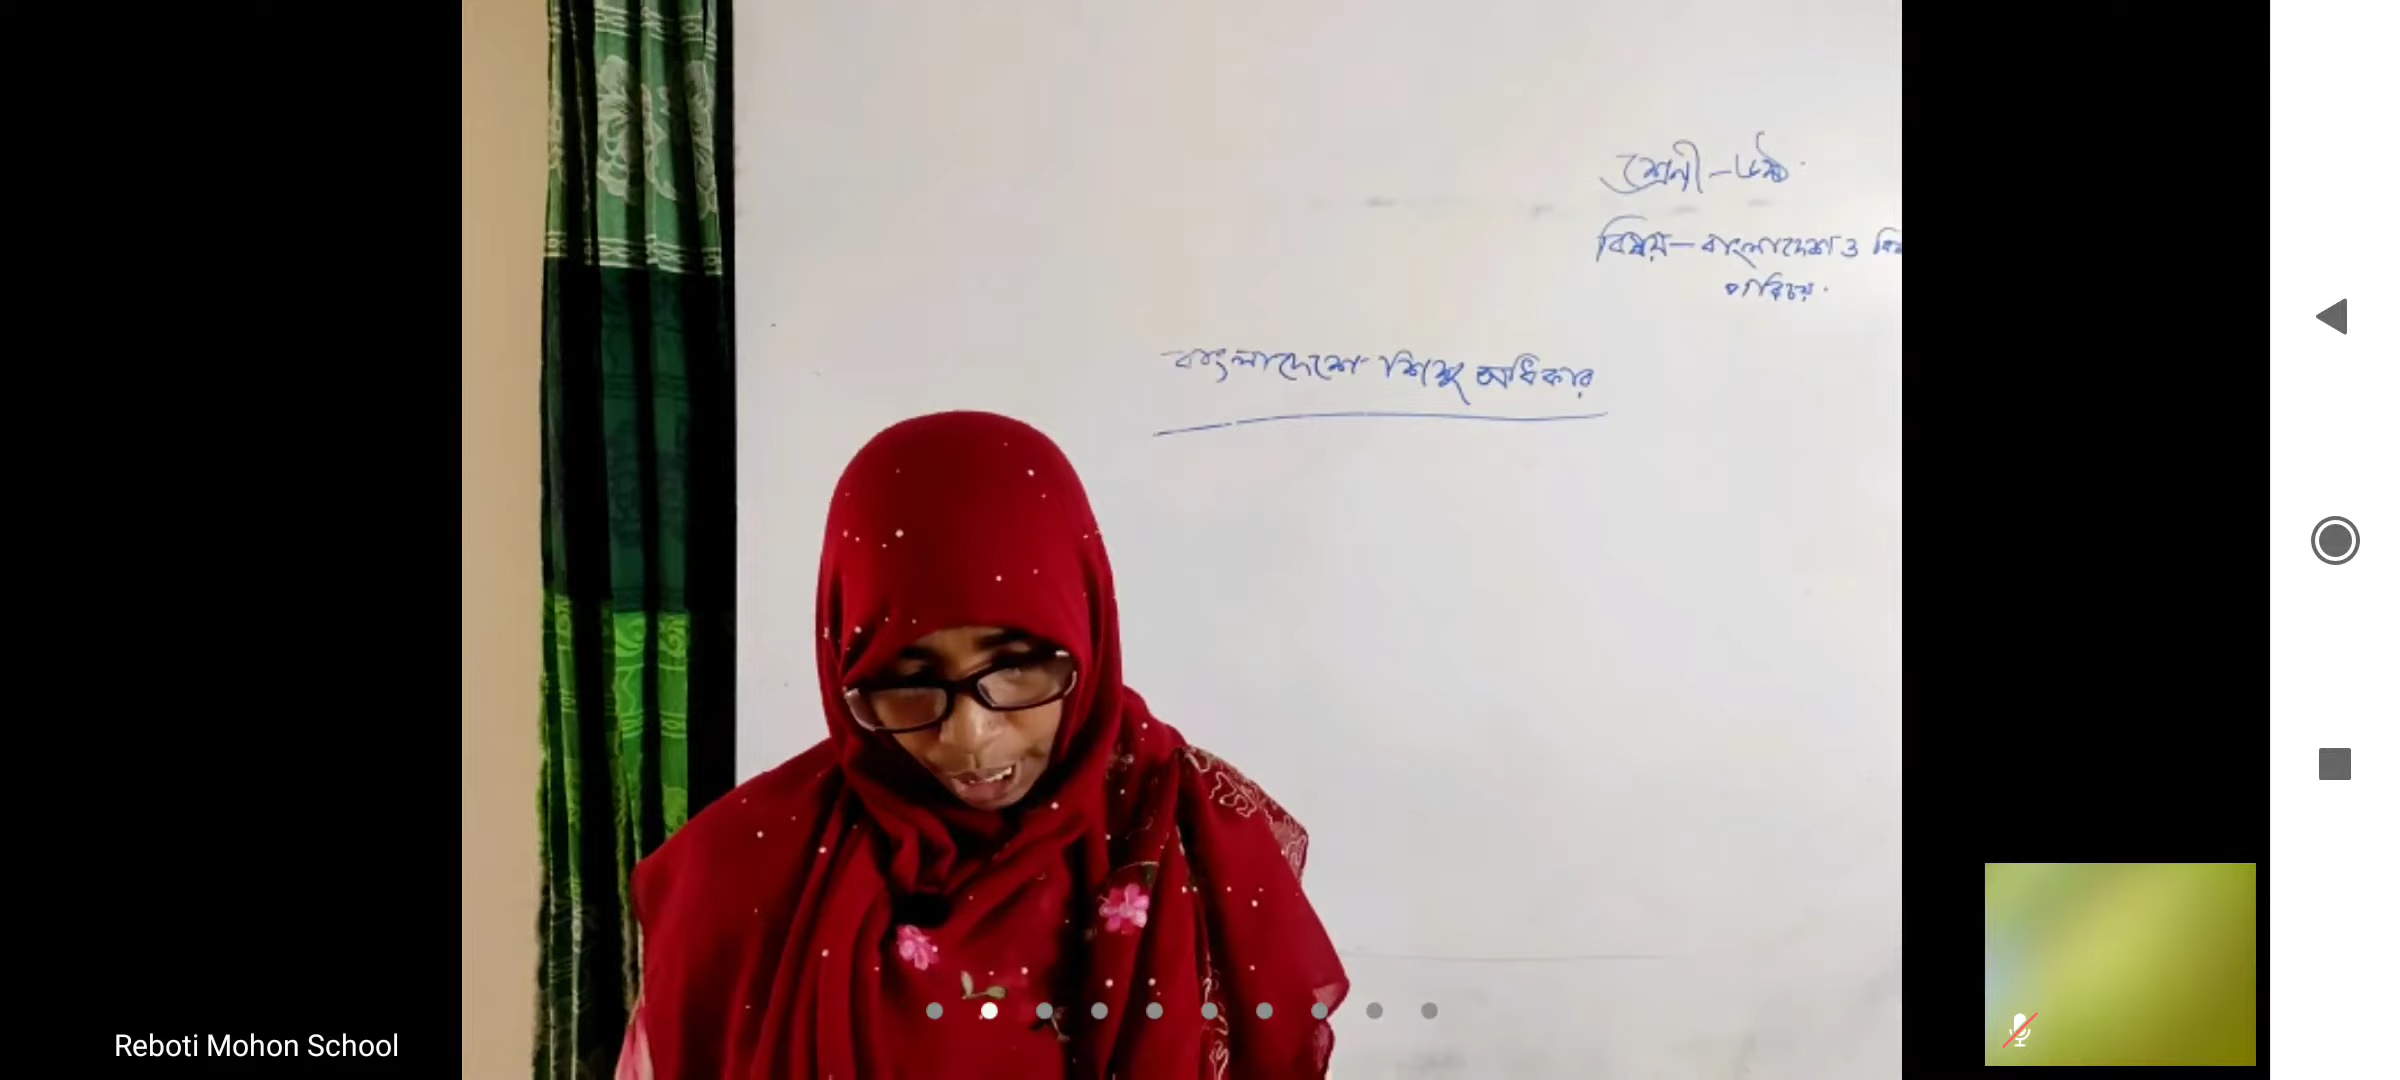 শ্রেনী - ৬ষ্ঠ.
বিষয় - বাংলাদেশ ও
পরিচয়.
বাংলাদেশে শিশু অধিকার
Reboti Mohon School